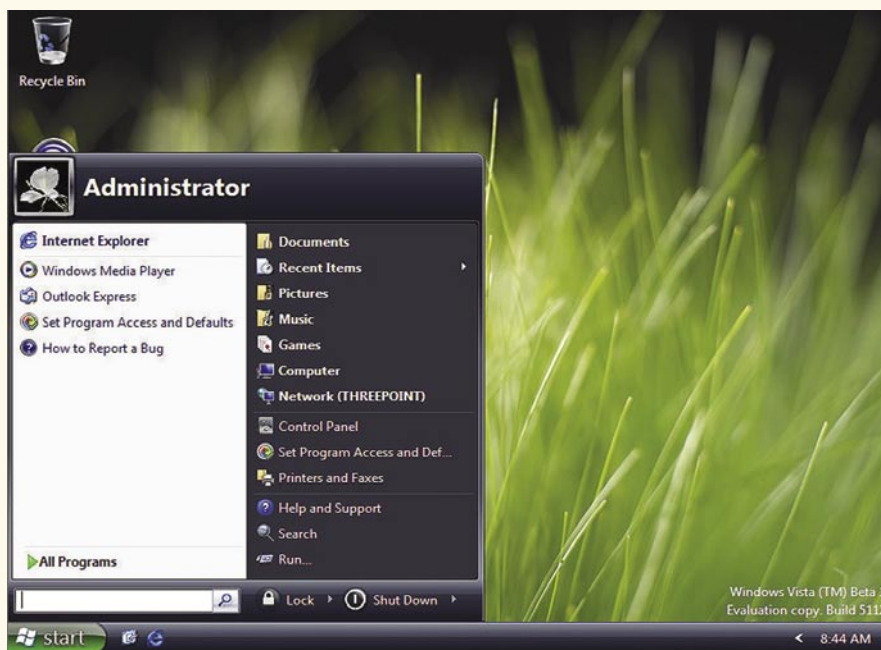 Recycle Bin
Administrator
Internet Explorer
Windows Media Player
Outlook Express
Set Program Access and Defaults
How to Report a Bug
All Programs
Documents
Recent Items
Pictures
Music
Games
Computer
Network (THREEPOINT)
Control Panel
Set Program Access and Def...
Printers and Faxes
Help and Support
Search
Run...
Lock
Shut Down
Windows Vista (TM) Beta
Evaluation copy. Build 511
start
8:44 AM